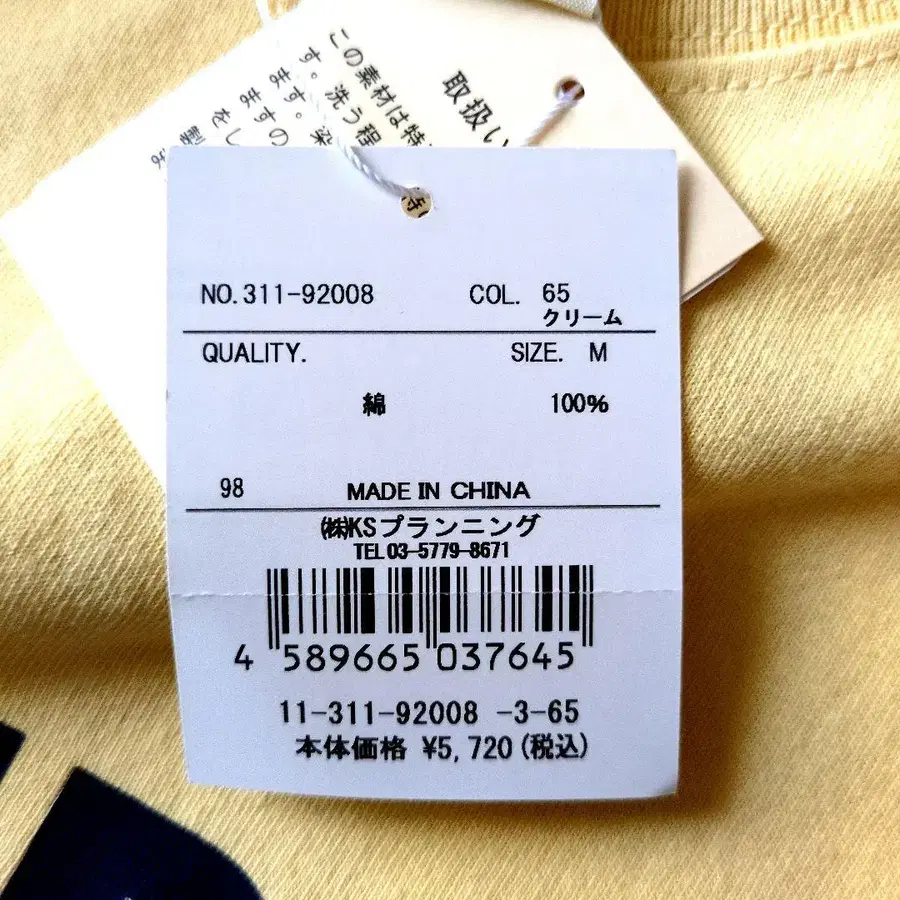 取扱い
この素材は特
す。洗う程
ます。染
ますの
をし
NO.311-92008 COL. 65
クリーム
QUALITY. SIZE. M
綿 100%
98 MADE IN CHINA
㈱KSプランニング
TEL 03-5779-8671
4 589665 037645
11-311-92008 -3-65
本体価格 ¥5,720(税込)